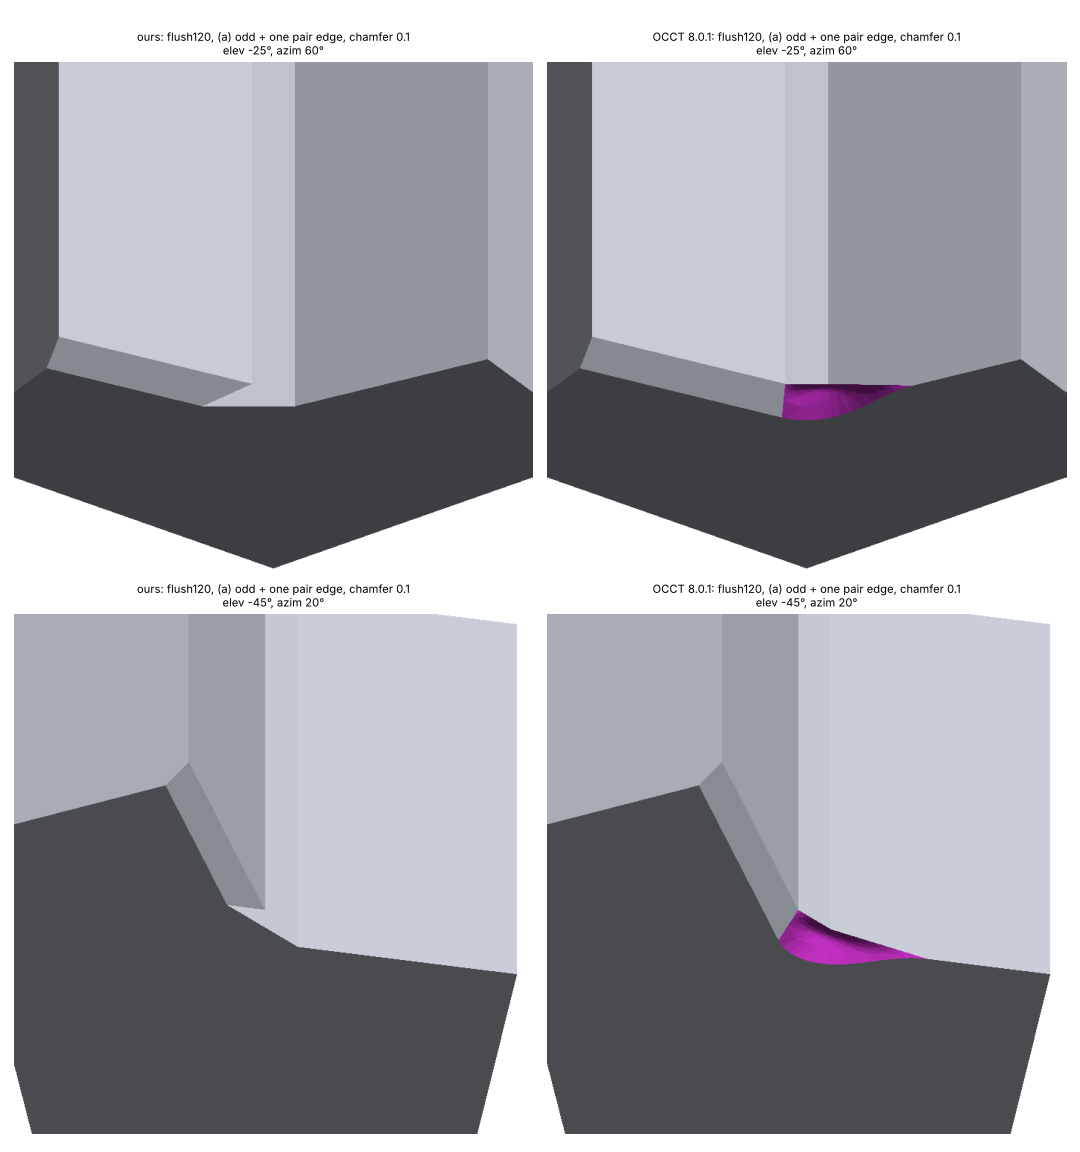 ours: flush120, (a) odd + one pair edge, chamfer 0.1
elev -25°, azim 60°
OCCT 8.0.1: flush120, (a) odd + one pair edge, chamfer 0.1
elev -25°, azim 60°
ours: flush120, (a) odd + one pair edge, chamfer 0.1
elev -45°, azim 20°
OCCT 8.0.1: flush120, (a) odd + one pair edge, chamfer 0.1
elev -45°, azim 20°